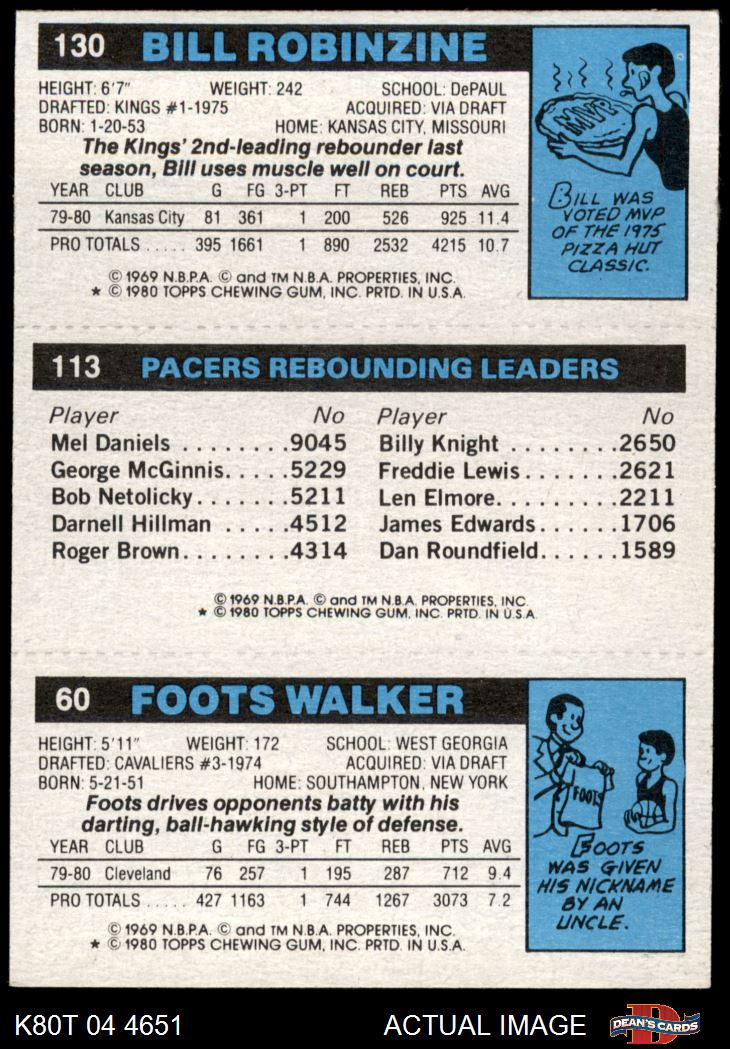 130 BILL ROBINZINE
HEIGHT: 6'7" WEIGHT: 242 SCHOOL: DePAUL
DRAFTED: KINGS #1-1975 ACQUIRED: VIA DRAFT
BORN: 1-20-53 HOME: KANSAS CITY, MISSOURI
The Kings' 2nd-leading rebounder last
season, Bill uses muscle well on court.
YEAR CLUB G FG 3-PT FT REB PTS AVG
79-80 Kansas City 81 361 1 200 526 925 11.4
PRO TOTALS ..... 395 1661 1 890 2532 4215 10.7
© 1969 N.B.P.A. © and TM N.B.A. PROPERTIES, INC.
* © 1980 TOPPS CHEWING GUM, INC. PRTD. IN U.S.A.
MVP
BILL WAS
VOTED MVP
OF THE 1975
PIZZA HUT
CLASSIC.
113 PACERS REBOUNDING LEADERS
Player No Player No
Mel Daniels ........9045 Billy Knight ........2650
George McGinnis.....5229 Freddie Lewis.......2621
Bob Netolicky.......5211 Len Elmore.........2211
Darnell Hillman .....4512 James Edwards......1706
Roger Brown........4314 Dan Roundfield......1589
© 1969 N.B.P.A. © and TM N.B.A. PROPERTIES, INC.
* © 1980 TOPPS CHEWING GUM, INC. PRTD. IN U.S.A.
60 FOOTS WALKER
HEIGHT: 5'11" WEIGHT: 172 SCHOOL: WEST GEORGIA
DRAFTED: CAVALIERS #3-1974 ACQUIRED: VIA DRAFT
BORN: 5-21-51 HOME: SOUTHAMPTON, NEW YORK
Foots drives opponents batty with his
darting, ball-hawking style of defense.
YEAR CLUB G FG 3-PT FT REB PTS AVG
79-80 Cleveland 76 257 1 195 287 712 9.4
PRO TOTALS ..... 427 1163 1 744 1267 3073 7.2
© 1969 N.B.P.A. © and TM N.B.A. PROPERTIES, INC.
* © 1980 TOPPS CHEWING GUM, INC. PRTD. IN U.S.A.
FOOTS
FOOTS
WAS GIVEN
HIS NICKNAME
BY AN
UNCLE.
K80T 04 4651 ACTUAL IMAGE D DEAN'S CARDS